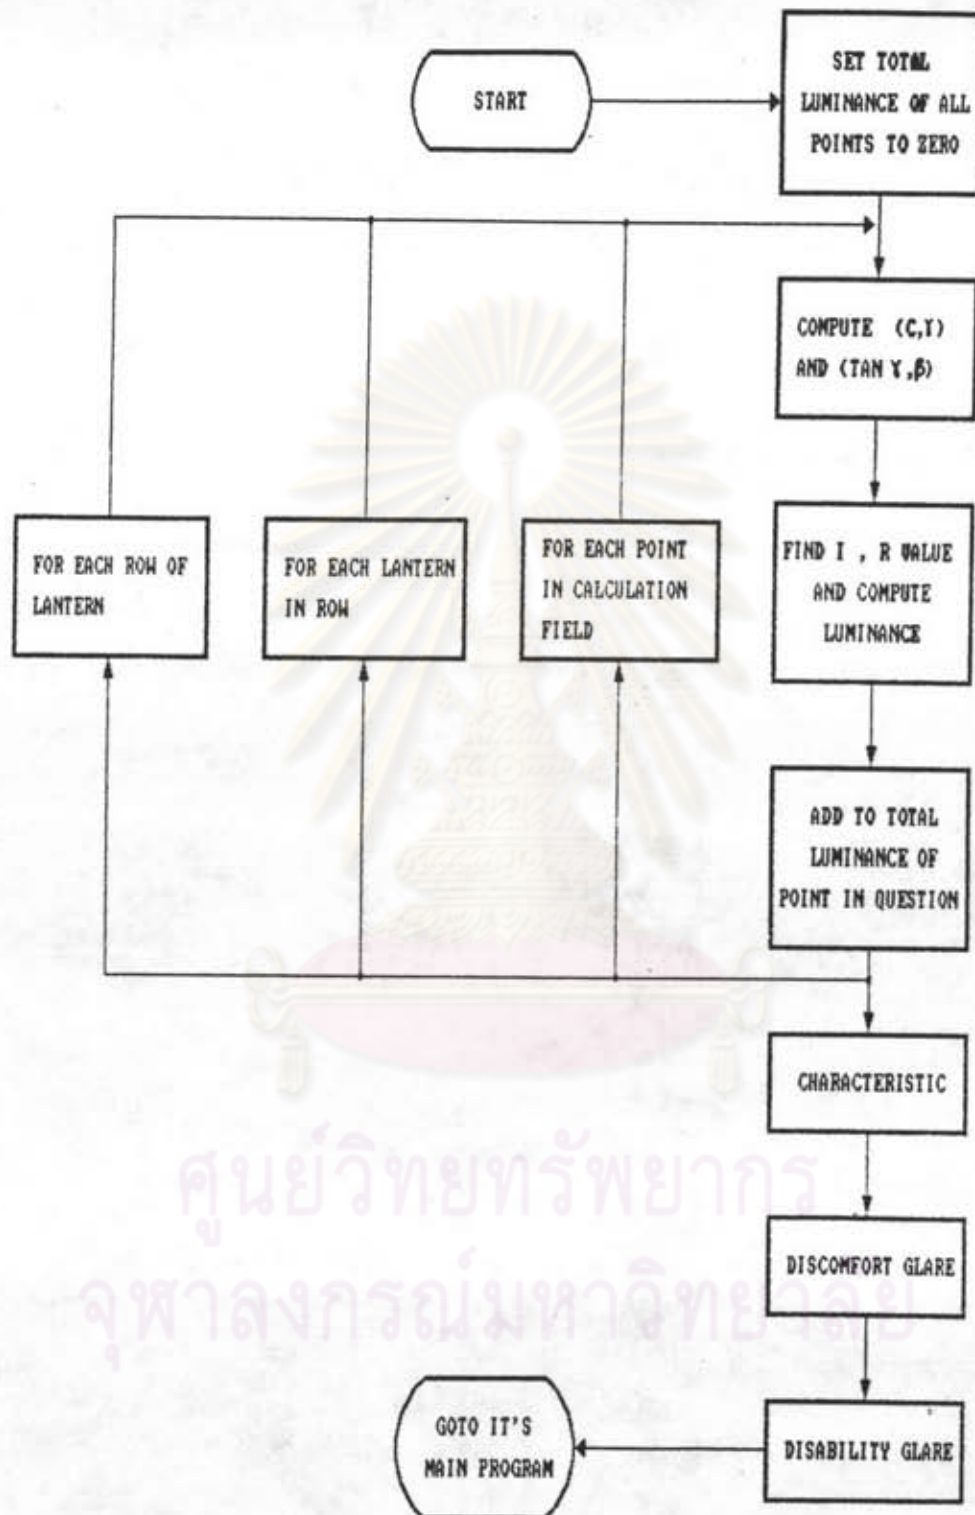 START
SET TOTAL
LUMINANCE OF ALL
POINTS TO ZERO
COMPUTE (C,γ)
AND (TAN γ,β)
FOR EACH ROW OF
LANTERN
FOR EACH LANTERN
IN ROW
FOR EACH POINT
IN CALCULATION
FIELD
FIND I , R VALUE
AND COMPUTE
LUMINANCE
ADD TO TOTAL
LUMINANCE OF
POINT IN QUESTION
CHARACTERISTIC
DISCOMFORT GLARE
DISABILITY GLARE
GOTO IT'S
MAIN PROGRAM
ศูนย์วิทยทรัพยากร
จุฬาลงกรณ์มหาวิทยาลัย